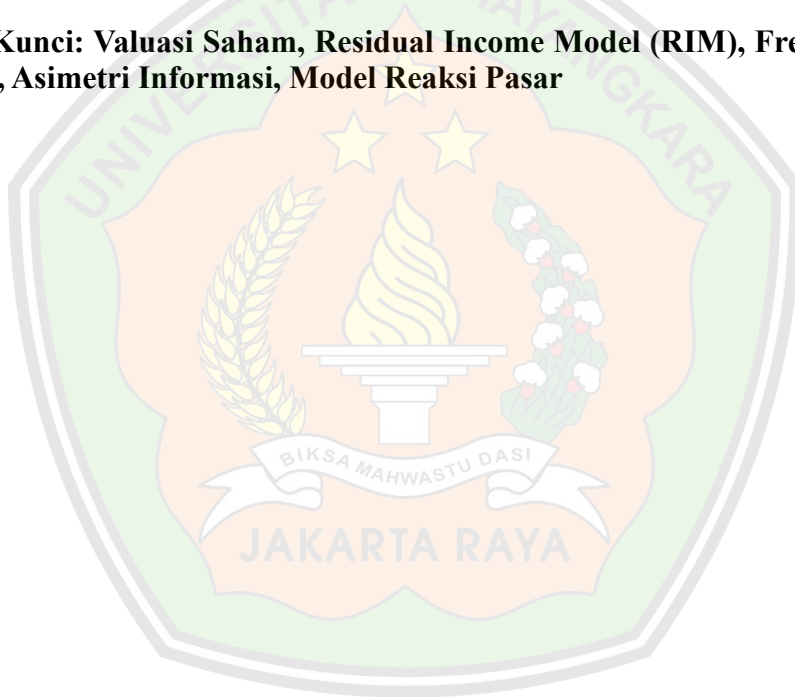 Kunci: Valuasi Saham, Residual Income Model (RIM), Fre
, Asimetri Informasi, Model Reaksi Pasar
BIKSA MAHWASTU DASI
JAKARTA RAYA